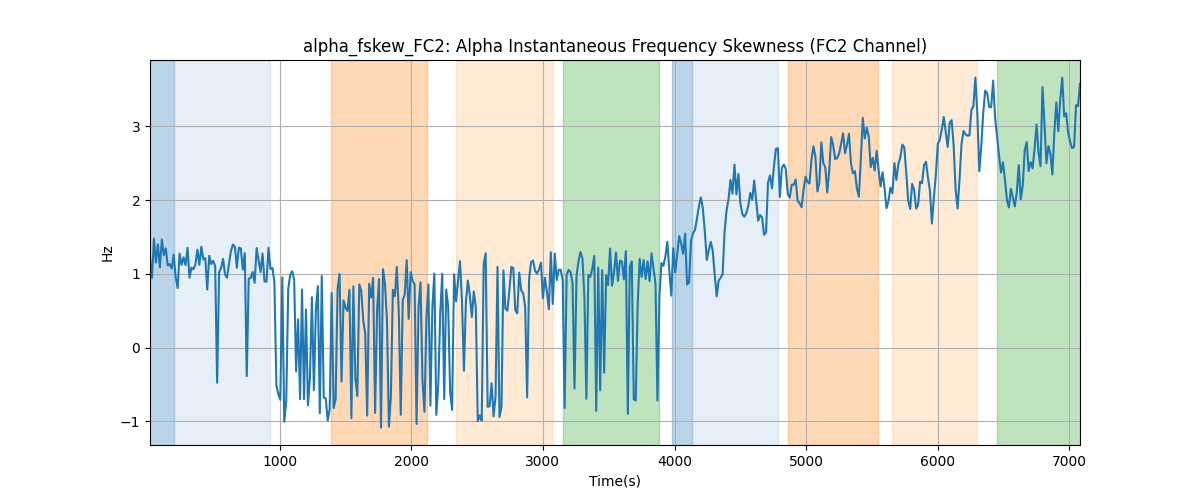 alpha_fskew_FC2: Alpha Instantaneous Frequency Skewness (FC2 Channel)
Hz
3
2
1
0
−1
1000 2000 3000 4000 5000 6000 7000
Time(s)